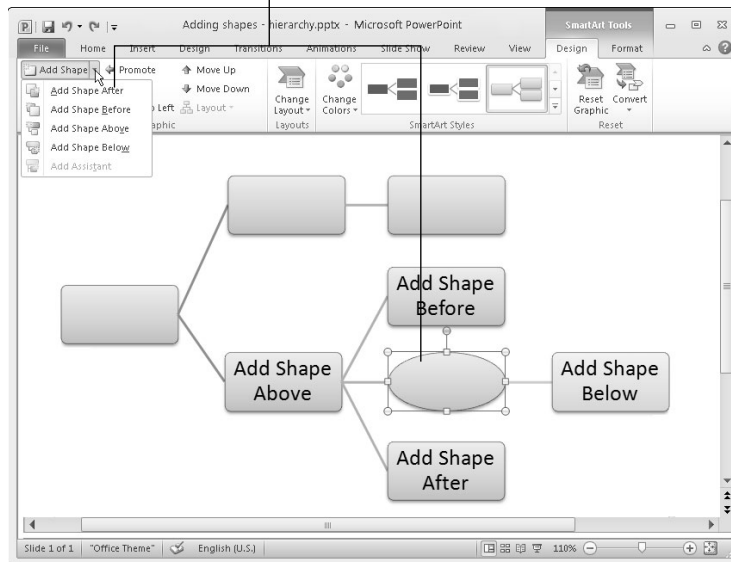 Adding shapes - hierarchy.pptx - Microsoft PowerPoint
SmartArt Tools
File Home Insert Design Transitions Animations Slide Show Review View Design Format
Add Shape Promote Move Up
Add Shape After Move Down
Add Shape Before Left Layout
Add Shape Above
Add Shape Below
Add Assistant
Change Layout
Layouts
Change Colors
SmartArt Styles
Reset Graphic
Convert
Reset
Add Shape
Before
Add Shape
Above
Add Shape
Below
Add Shape
After
Slide 1 of 1 "Office Theme" English (U.S.) 110%